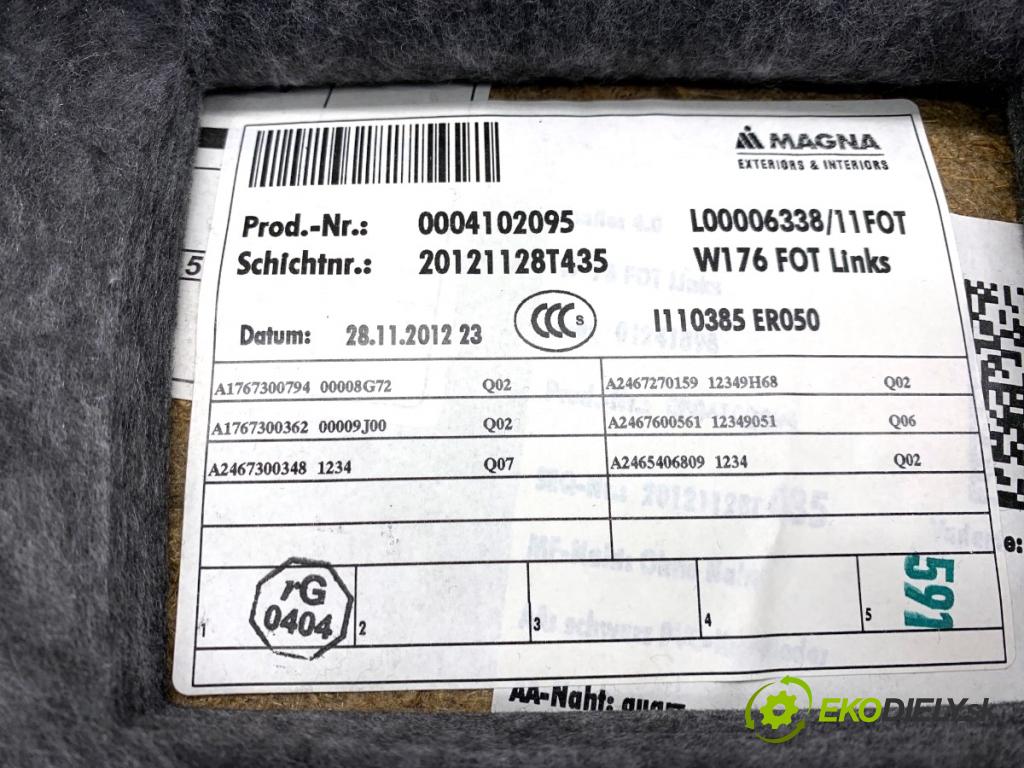 MAGNA
EXTERIORS & INTERIORS
Prod.-Nr.: 0004102095 L00006338/11FOT
Schichtnr.: 20121128T435 W176 FOT Links
Datum: 28.11.2012 23 CCC S 1110385 ER050
5
A1767300794 00008G72 Q02 A2467270159 12349H68 Q02
A1767300362 00009J00 Q02 A2467600561 12349051 Q06
A2467300348 1234 Q07 A2465406809 1234 Q02
e:
591
rG
0404
1 2 3 4 5
AA-Naht:
EKODIELY.sk